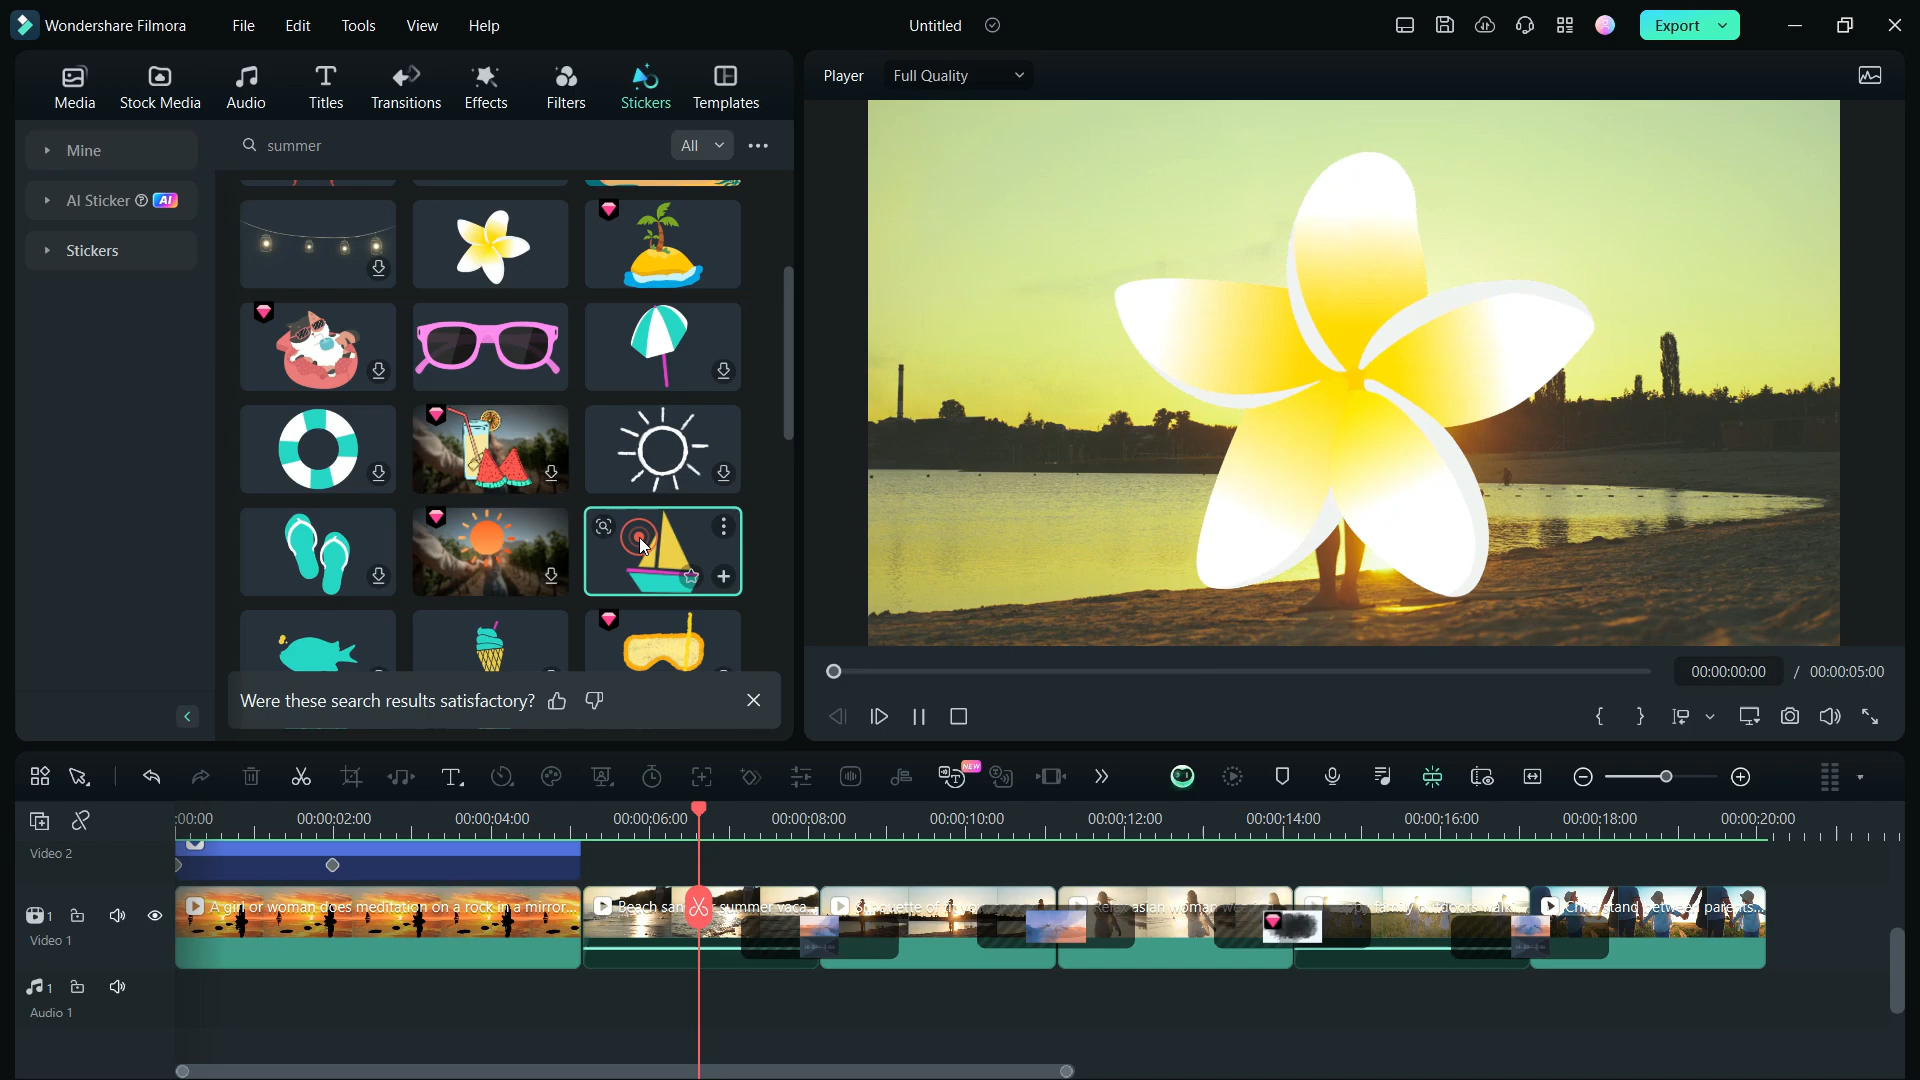 Wondershare Filmora
File Edit Tools View Help
Untitled
Export
Media
Stock Media
Audio
Titles
Transitions
Effects
Filters
Stickers
Templates
Player
Full Quality
Mine
AI Sticker AI
Stickers
summer
All
Were these search results satisfactory?
00:00:00:00 / 00:00:05:00
NEW
:00:00 00:00:02:00 00:00:04:00 00:00:06:00 00:00:08:00 00:00:10:00 00:00:12:00 00:00:14:00 00:00:16:00 00:00:18:00 00:00:20:00
Video 2
1
Video 1
A girl or woman does meditation on a rock in a mirror...
Beach san summer vaca...
1
Audio 1